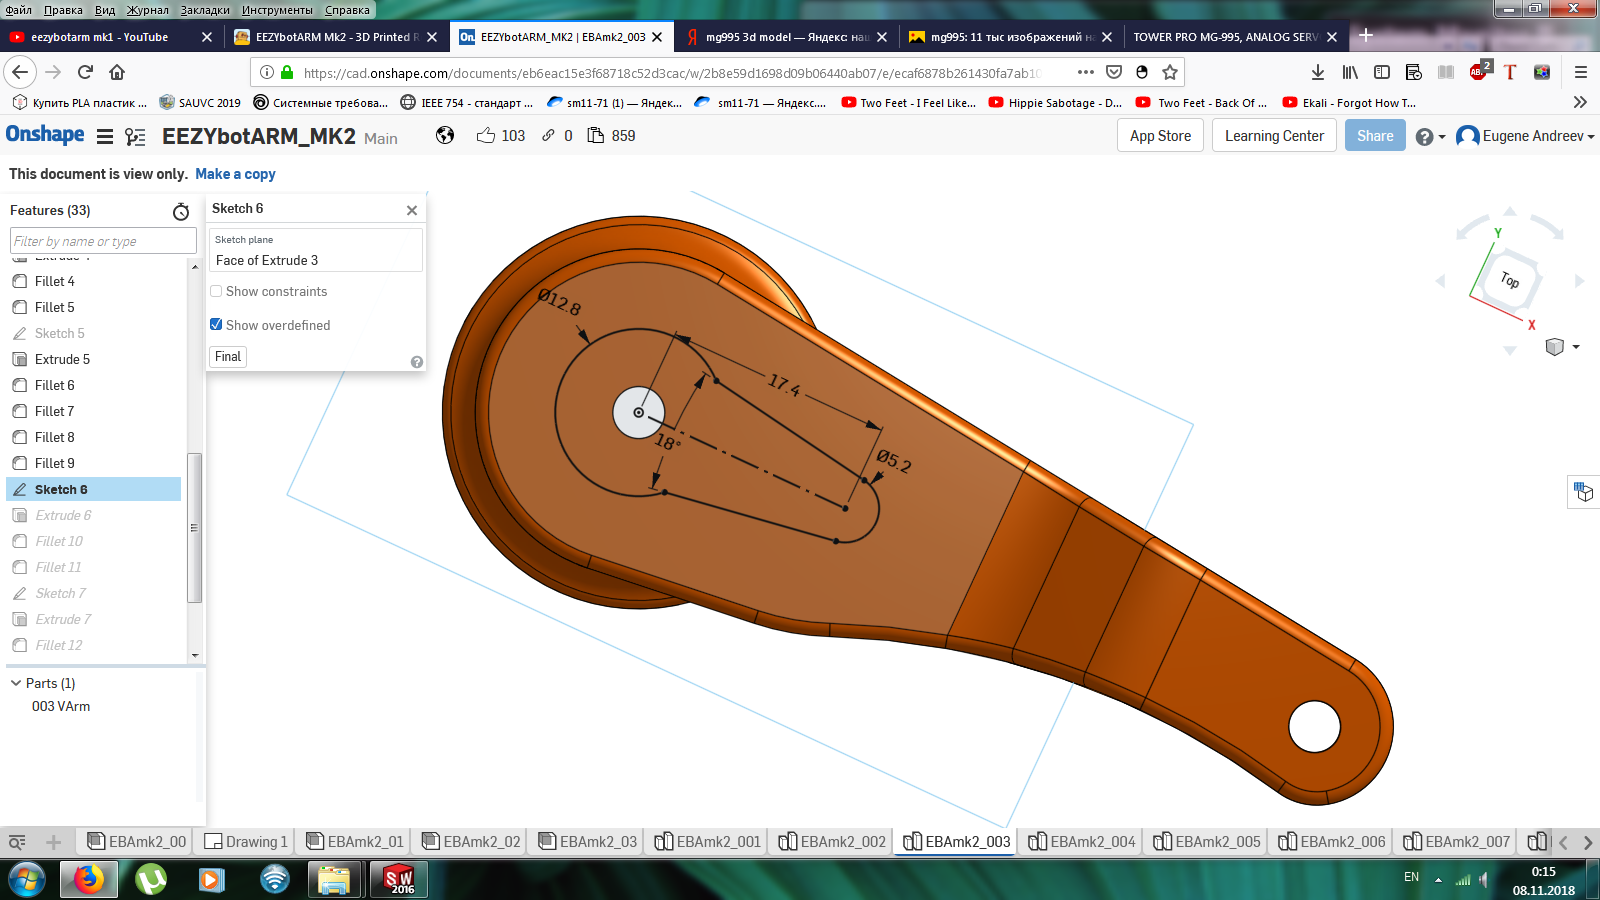 Файл Правка Вид Журнал Закладки Инструменты Справка
eezybotarm mk1 - YouTube
EEZYbotARM Mk2 - 3D Printed R
EEZYbotARM_MK2 | EBAmk2_003
mg995 3d model — Яндекс: наш
mg995: 11 тыс изображений на
TOWER PRO MG-995, ANALOG SERV
https://cad.onshape.com/documents/eb6eac15e3f68718c52d3cac/w/2b8e59d1698d09b06440ab07/e/ecaf6878b261430fa7ab10
ABP 2
Купить PLA пластик ...
SAUVC 2019
Системные требова...
IEEE 754 - стандарт ...
sm11-71 (1) — Яндек...
sm11-71 — Яндекс....
Two Feet - I Feel Like...
Hippie Sabotage - D...
Two Feet - Back Of ...
Ekali - Forgot How T...
Onshape EEZYbotARM_MK2 Main 103 0 859 App Store Learning Center Share Eugene Andreev
This document is view only. Make a copy
Features (33)
Filter by name or type
Fillet 4
Fillet 5
Sketch 5
Extrude 5
Fillet 6
Fillet 7
Fillet 8
Fillet 9
Sketch 6
Extrude 6
Fillet 10
Fillet 11
Sketch 7
Extrude 7
Fillet 12
Parts (1)
003 VArm
Sketch 6
Sketch plane
Face of Extrude 3
Show constraints
Show overdefined
Final
Ø12.8
17.4
18°
Ø5.2
Y
Top
X
EBAmk2_00
Drawing 1
EBAmk2_01
EBAmk2_02
EBAmk2_03
EBAmk2_001
EBAmk2_002
EBAmk2_003
EBAmk2_004
EBAmk2_005
EBAmk2_006
EBAmk2_007
SW 2016
EN
0:15
08.11.2018